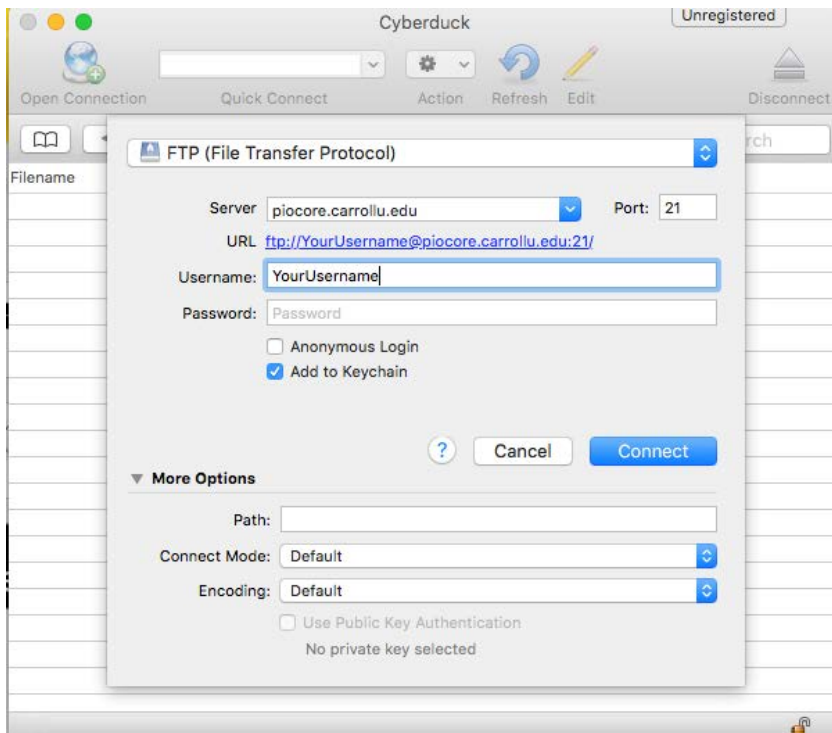 Cyberduck
Unregistered
Open Connection
Quick Connect
Action
Refresh
Edit
Disconnect
FTP (File Transfer Protocol)
rch
Filename
Server piocore.carrollu.edu Port: 21
URL ftp://YourUsername@piocore.carrollu.edu:21/
Username: YourUsername
Password: Password
Anonymous Login
Add to Keychain
? Cancel Connect
More Options
Path:
Connect Mode: Default
Encoding: Default
Use Public Key Authentication
No private key selected